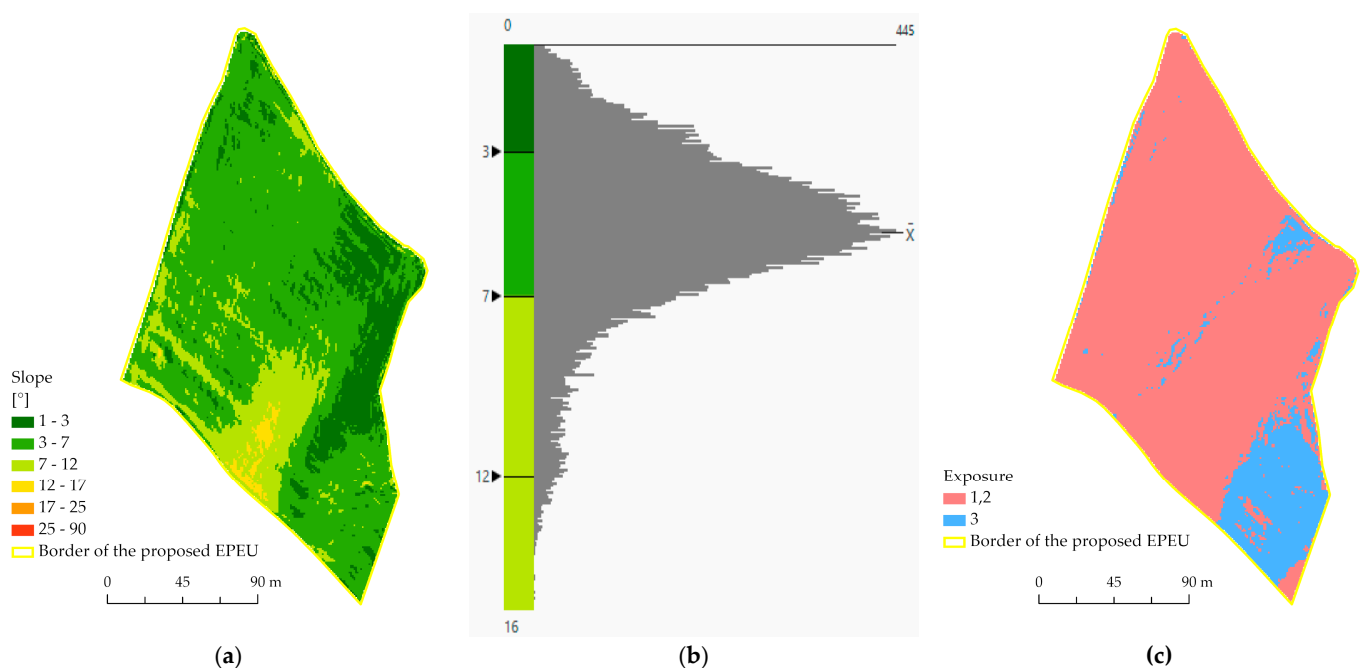 Slope
[°]
1 - 3
3 - 7
7 - 12
12 - 17
17 - 25
25 - 90
Border of the proposed EPEU
0 45 90 m
(a)
0
445
3
x̄
7
12
16
(b)
Exposure
1,2
3
Border of the proposed EPEU
0 45 90 m
(c)